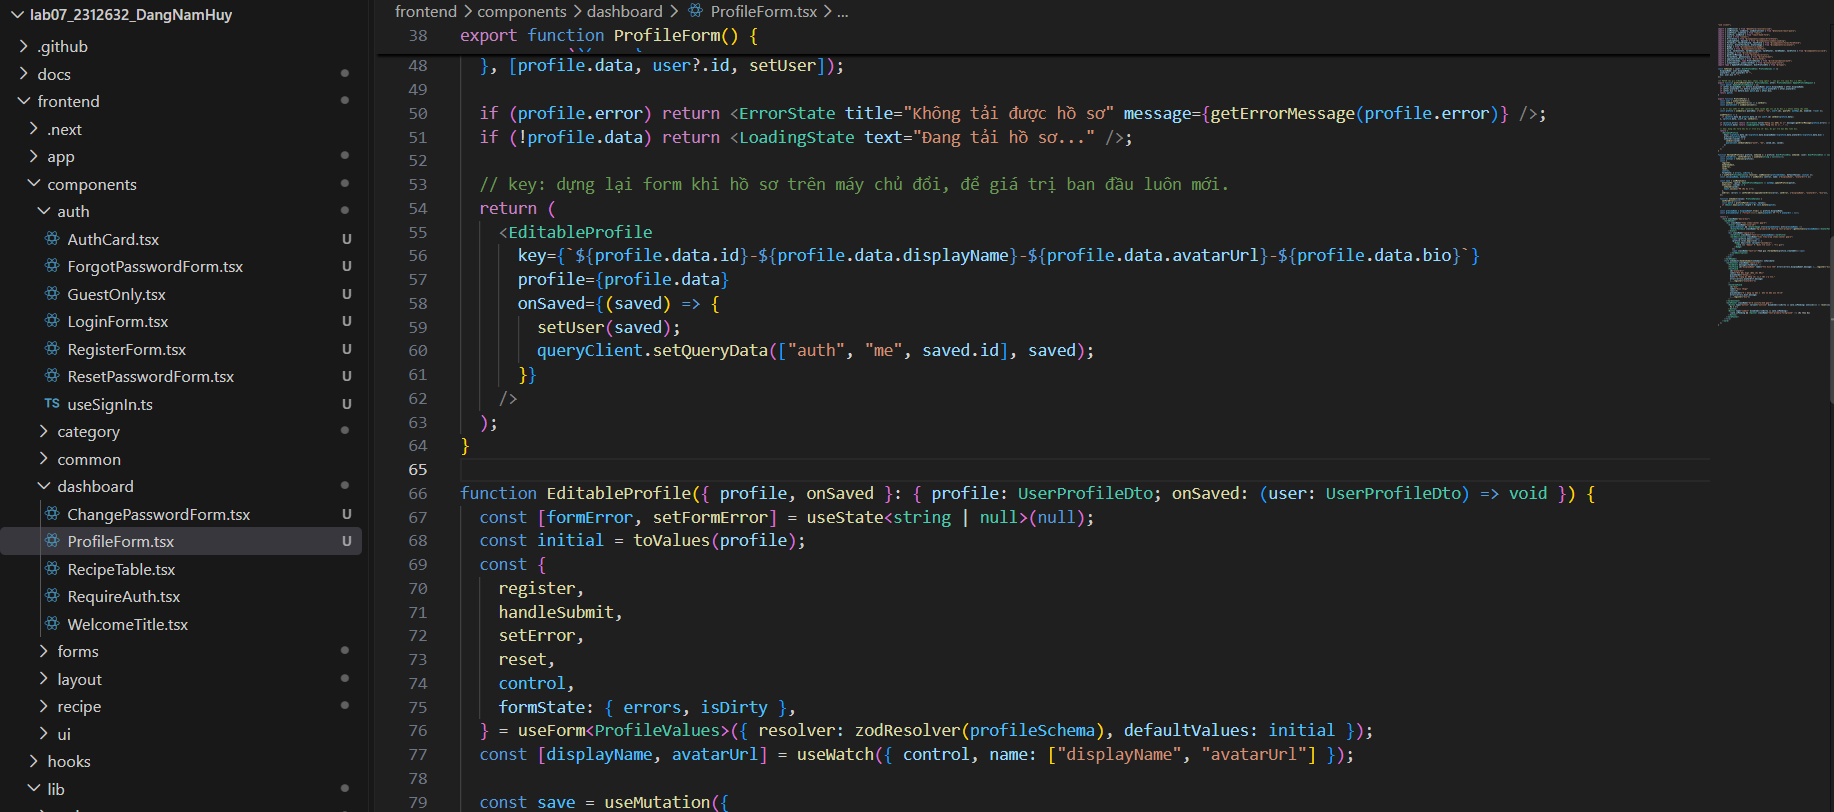 lab07_2312632_DangNamHuy
.github
docs
frontend
.next
app
components
auth
AuthCard.tsx U
ForgotPasswordForm.tsx U
GuestOnly.tsx U
LoginForm.tsx U
RegisterForm.tsx U
ResetPasswordForm.tsx U
TS useSignIn.ts U
category
common
dashboard
ChangePasswordForm.tsx U
ProfileForm.tsx U
RecipeTable.tsx
RequireAuth.tsx
WelcomeTitle.tsx
forms
layout
recipe
ui
hooks
lib
frontend > components > dashboard > ProfileForm.tsx > ...
38 export function ProfileForm() {
48 }, [profile.data, user?.id, setUser]);
49
50 if (profile.error) return <ErrorState title="Không tải được hồ sơ" message={getErrorMessage(profile.error)} />;
51 if (!profile.data) return <LoadingState text="Đang tải hồ sơ..." />;
52
53 // key: dựng lại form khi hồ sơ trên máy chủ đổi, để giá trị ban đầu luôn mới.
54 return (
55 <EditableProfile
56 key={`${profile.data.id}-${profile.data.displayName}-${profile.data.avatarUrl}-${profile.data.bio}`}
57 profile={profile.data}
58 onSaved={(saved) => {
59 setUser(saved);
60 queryClient.setQueryData(["auth", "me", saved.id], saved);
61 }}
62 />
63 );
64 }
65
66 function EditableProfile({ profile, onSaved }: { profile: UserProfileDto; onSaved: (user: UserProfileDto) => void }) {
67 const [formError, setFormError] = useState<string | null>(null);
68 const initial = toValues(profile);
69 const {
70 register,
71 handleSubmit,
72 setError,
73 reset,
74 control,
75 formState: { errors, isDirty },
76 } = useForm<ProfileValues>({ resolver: zodResolver(profileSchema), defaultValues: initial });
77 const [displayName, avatarUrl] = useWatch({ control, name: ["displayName", "avatarUrl"] });
78
79 const save = useMutation({